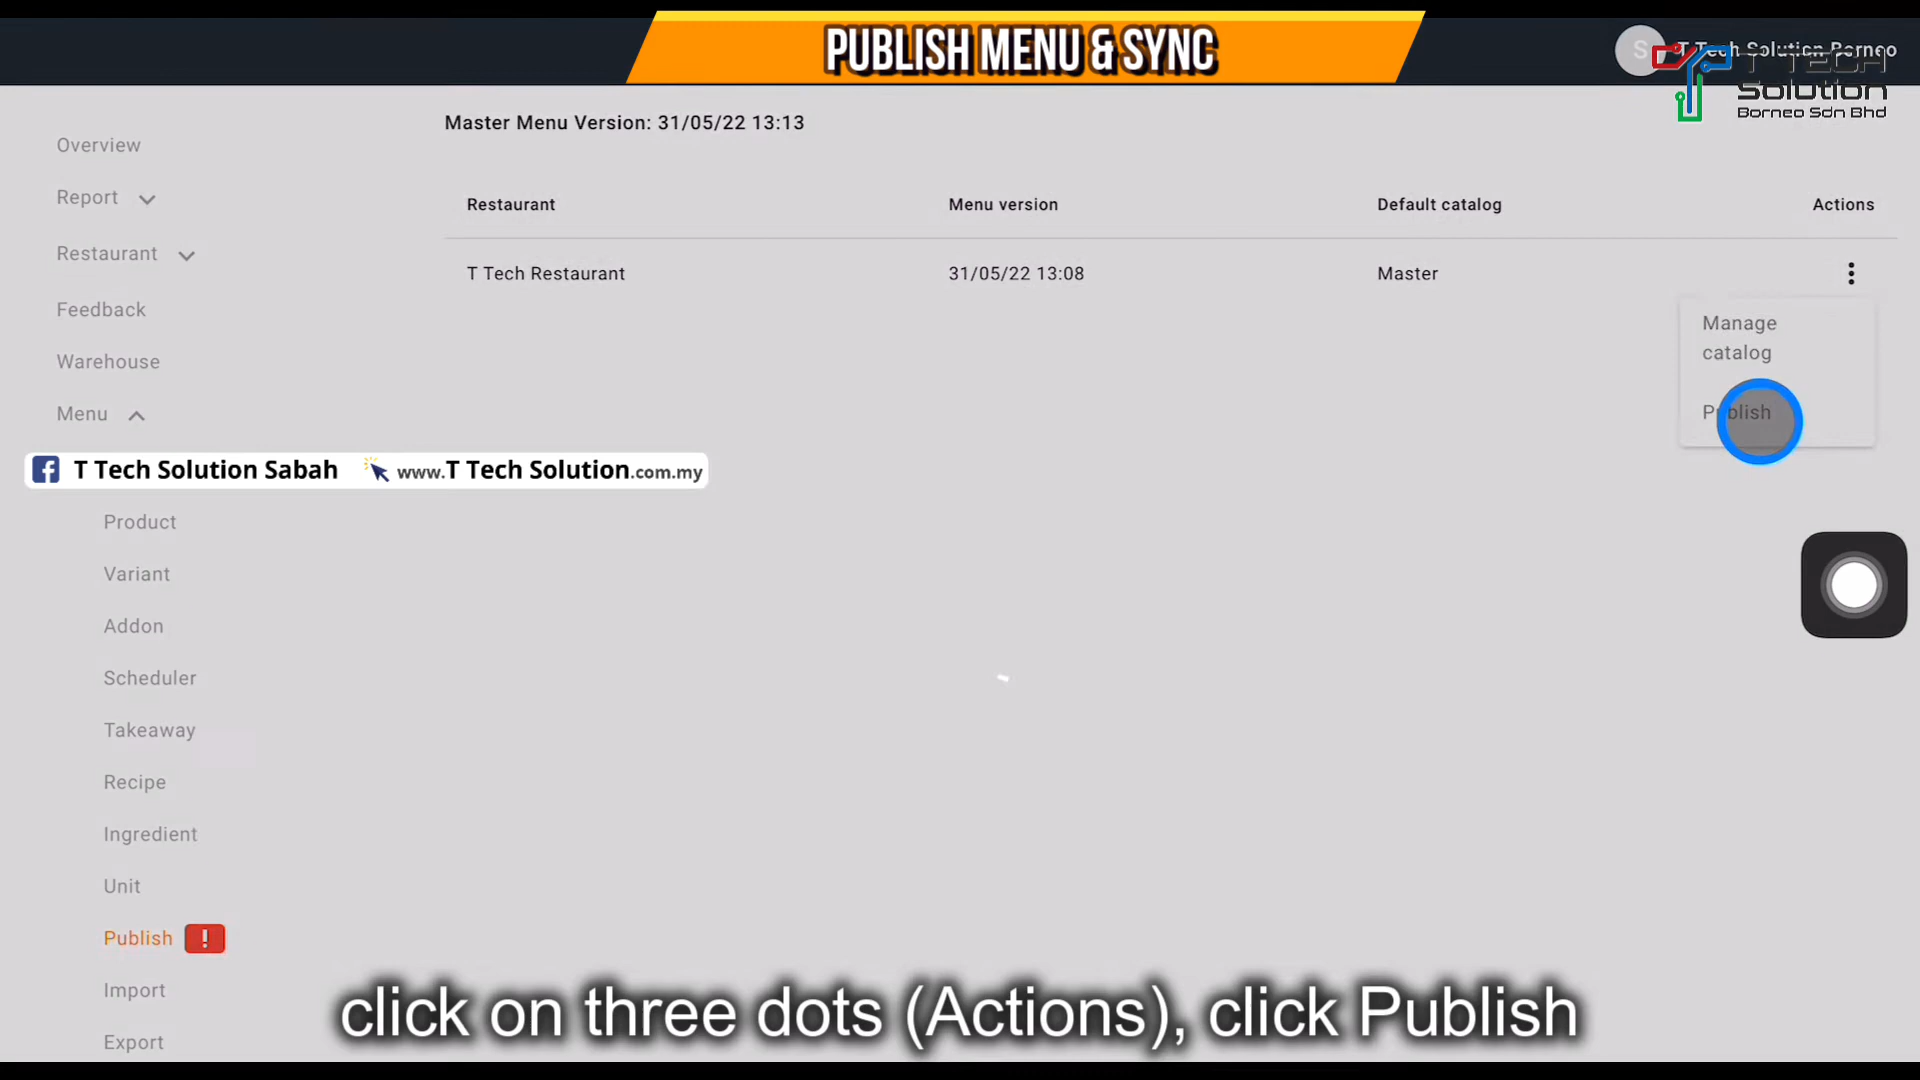 PUBLISH MENU & SYNC
S
T Tech Solution Borneo
T TECH
Solution
Borneo Sdn Bhd
Master Menu Version: 31/05/22 13:13
Overview
Report
Restaurant
Feedback
Warehouse
Menu
Restaurant Menu version Default catalog Actions
T Tech Restaurant 31/05/22 13:08 Master
Manage
catalog
Publish
T Tech Solution Sabah www.T Tech Solution.com.my
Product
Variant
Addon
Scheduler
Takeaway
Recipe
Ingredient
Unit
Publish !
Import
Export
click on three dots (Actions), click Publish